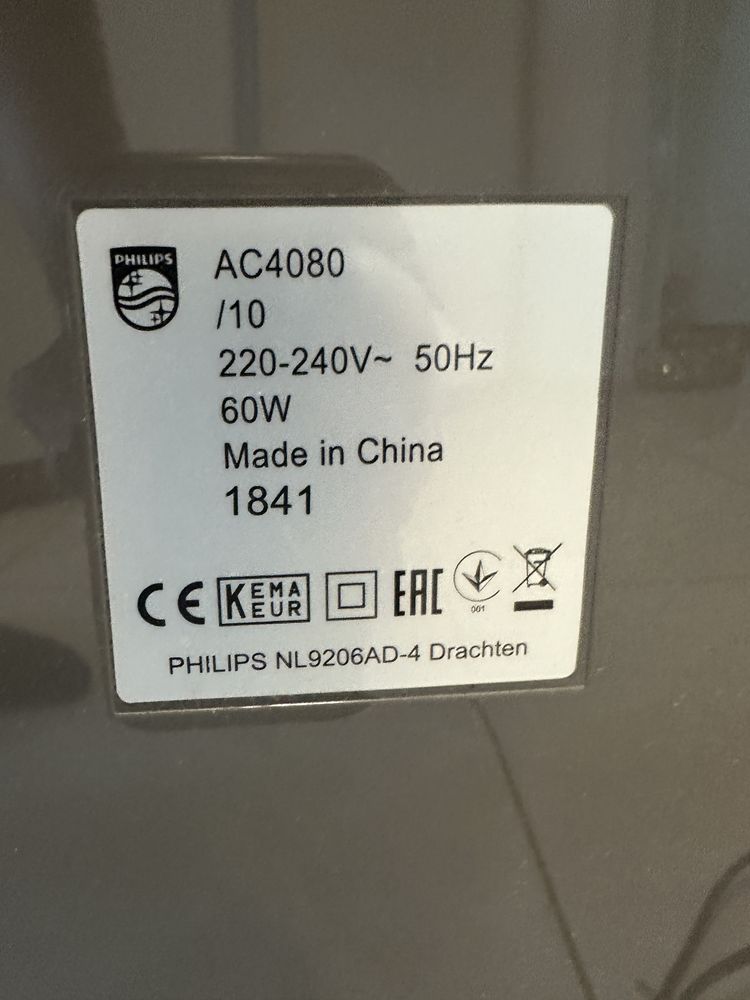 PHILIPS
AC4080
/10
220-240V~ 50Hz
60W
Made in China
1841
CE KEMA EUR EAC
001
PHILIPS NL9206AD-4 Drachten